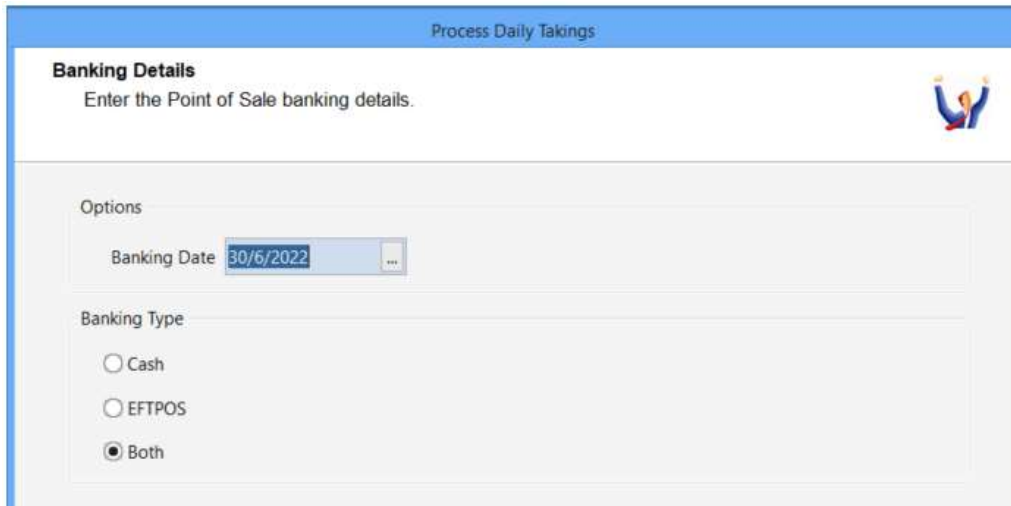 Process Daily Takings
Banking Details
Enter the Point of Sale banking details.
Options
Banking Date 30/6/2022 ...
Banking Type
Cash
EFTPOS
Both